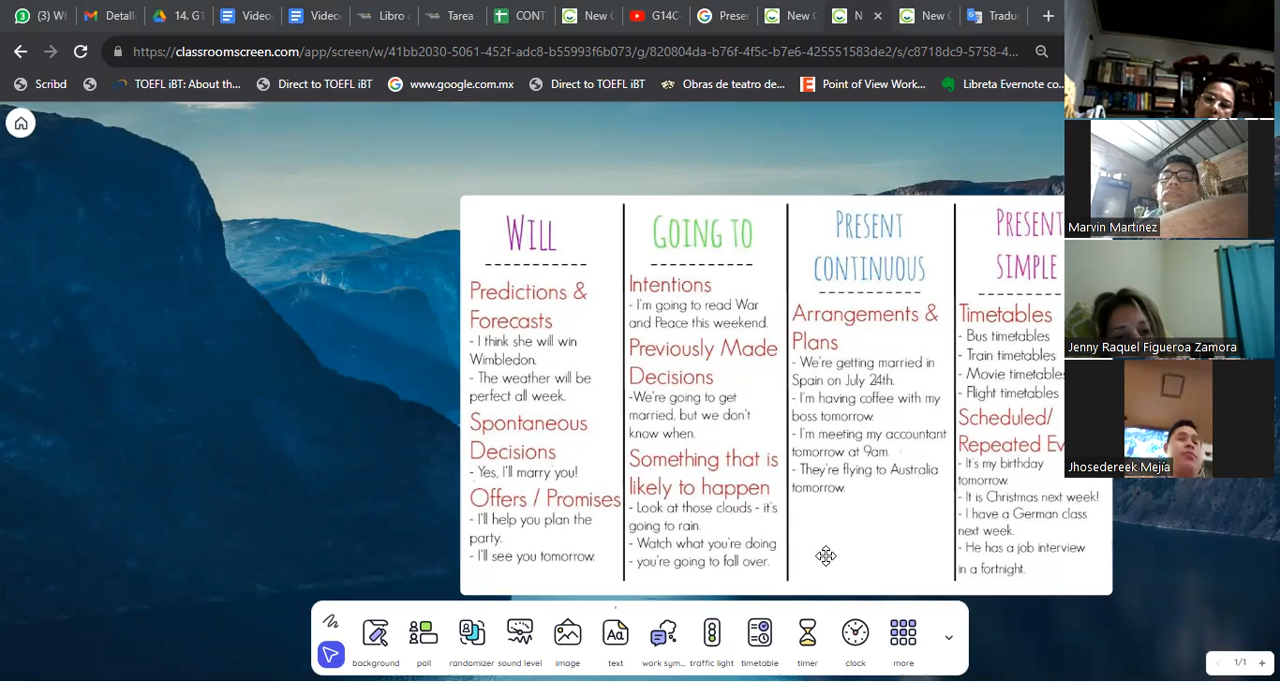 3
WI
Detall
14. G1
Video
Video
Libro
Tarea
CONT
New C
G14C-
Prese
New C
N
New C
Tradu
https://classroomscreen.com/app/screen/w/41bb2030-5061-452f-adc8-b55993f6b073/g/820804da-b76f-4f5c-b7e6-425551583de2/s/c8718dc9-5758-4...
Scribd
TOEFL iBT: About th...
Direct to TOEFL iBT
www.google.com.mx
Direct to TOEFL iBT
Obras de teatro de...
Point of View Work...
Libreta Evernote co...
WILL
Predictions &
Forecasts
- I think she will win
Wimbledon.
- The weather will be
perfect all week.
Spontaneous
Decisions
- Yes, I'll marry you!
Offers / Promises
- I'll help you plan the
party.
- I'll see you tomorrow.
GOING TO
Intentions
- I'm going to read War
and Peace this weekend.
Previously Made
Decisions
-We're going to get
married, but we don't
know when.
Something that is
likely to happen
- Look at those clouds - it's
going to rain.
- Watch what you're doing
- you're going to fall over.
PRESENT
CONTINUOUS
Arrangements &
Plans
- We're getting married in
Spain on July 24th.
- I'm having coffee with my
boss tomorrow.
- I'm meeting my accountant
tomorrow at 9am.
- They're flying to Australia
tomorrow.
PRESENT
SIMPLE
Timetables
- Bus timetables
- Train timetables
- Movie timetables
- Flight timetables
Scheduled/
Repeated Ev
- It's my birthday
tomorrow.
- It is Christmas next week!
- I have a German class
next week.
- He has a job interview
in a fortnight.
Marvin Martinez
Jenny Raquel Figueroa Zamora
Jhosedereek Mejía
background
poll
randomizer
sound level
image
Aa
text
work sym...
traffic light
timetable
timer
clock
more
1/1